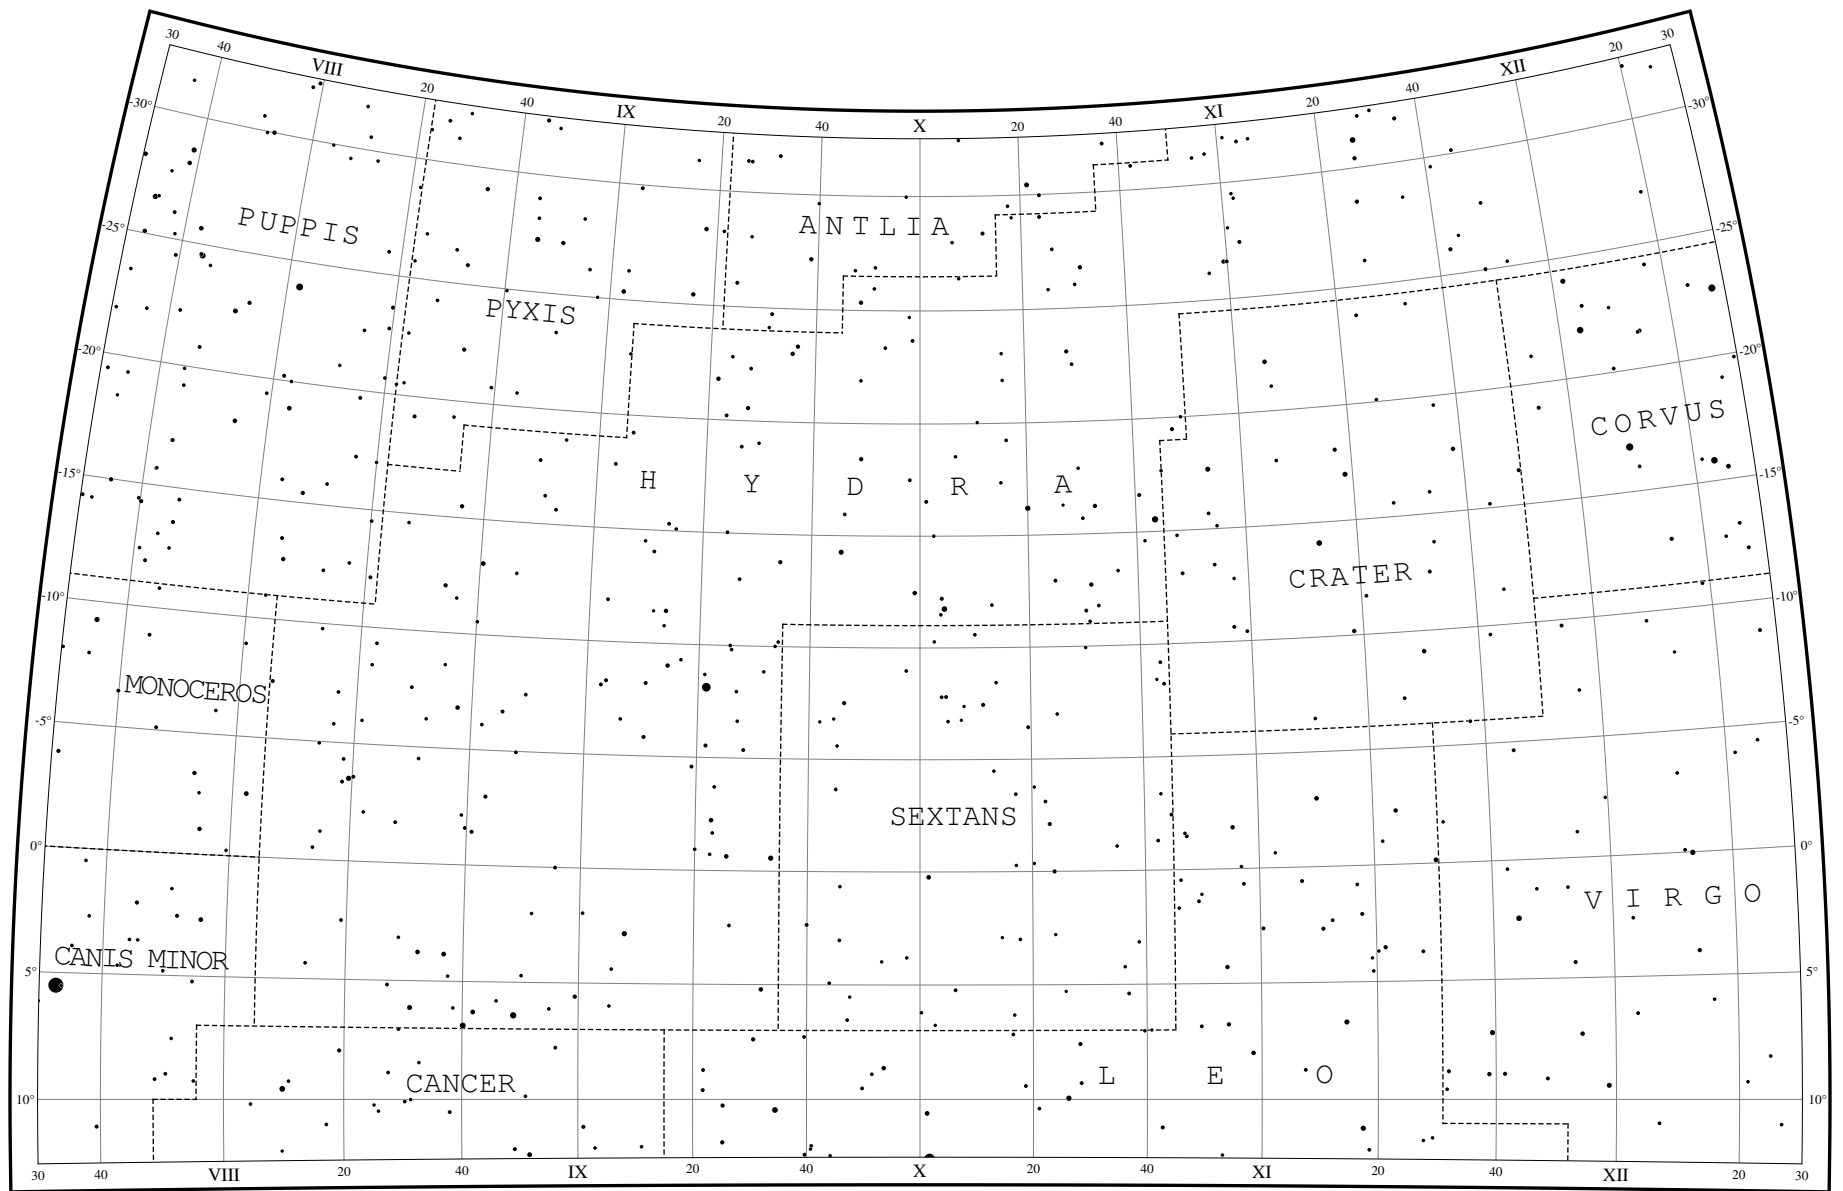 30 40 VIII 20 40 IX 20 40 X 20 40 XI 20 40 XII 20 30
-30° -30°
-25° PUPPIS ANTLIA -25°
PYXIS
-20° -20°
CORVUS
-15° H Y D R A -15°
CRATER
-10° -10°
MONOCEROS
-5° -5°
SEXTANS
0° 0°
V I R G O
CANIS MINOR
5° 5°
CANCER L E O
10° 10°
30 40 VIII 20 40 IX 20 40 X 20 40 XI 20 40 XII 20 30